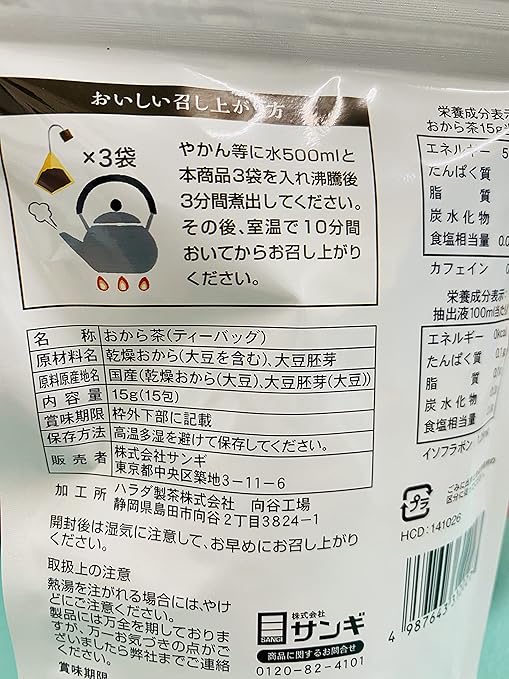 おいしい召し上がり方
×3袋
やかん等に水500mlと
本商品3袋を入れ沸騰後
3分間煮出してください。
その後、室温で10分間
おいてからお召し上がり
ください。
名称 おから茶(ティーバッグ)
原材料名 乾燥おから(大豆を含む)、大豆胚芽
原料原産地名 国産(乾燥おから(大豆)、大豆胚芽(大豆))
内容量 15g(15包)
賞味期限 枠外下部に記載
保存方法 高温多湿を避けて保存してください。
販売者 株式会社サンギ
東京都中央区築地3-11-6
加工所 ハラダ製茶株式会社 向谷工場
静岡県島田市向谷2丁目3824-1
開封後は湿気に注意して、お早めにお召し上がり
ください。
取扱上の注意
熱湯を注がれる場合には、やけ
どにご注意ください。
製品には万全を期しておりま
すが、万一お気づきの点がご
ざいましたら弊社までご連絡
ください。
賞味期限
株式会社
サンギ
SANGI
商品に関するお問合せ
0120-82-4101
栄養成分表示
おから茶15g
エネルギー 5
たんぱく質
脂質
炭水化物
食塩相当量 0.0
カフェイン
栄養成分表示
抽出液100ml(当たり
エネルギー 0kcal
たんぱく質
脂質
炭水化物
食塩相当量
イソフラボン
プラ
HCD:141026
4 987643